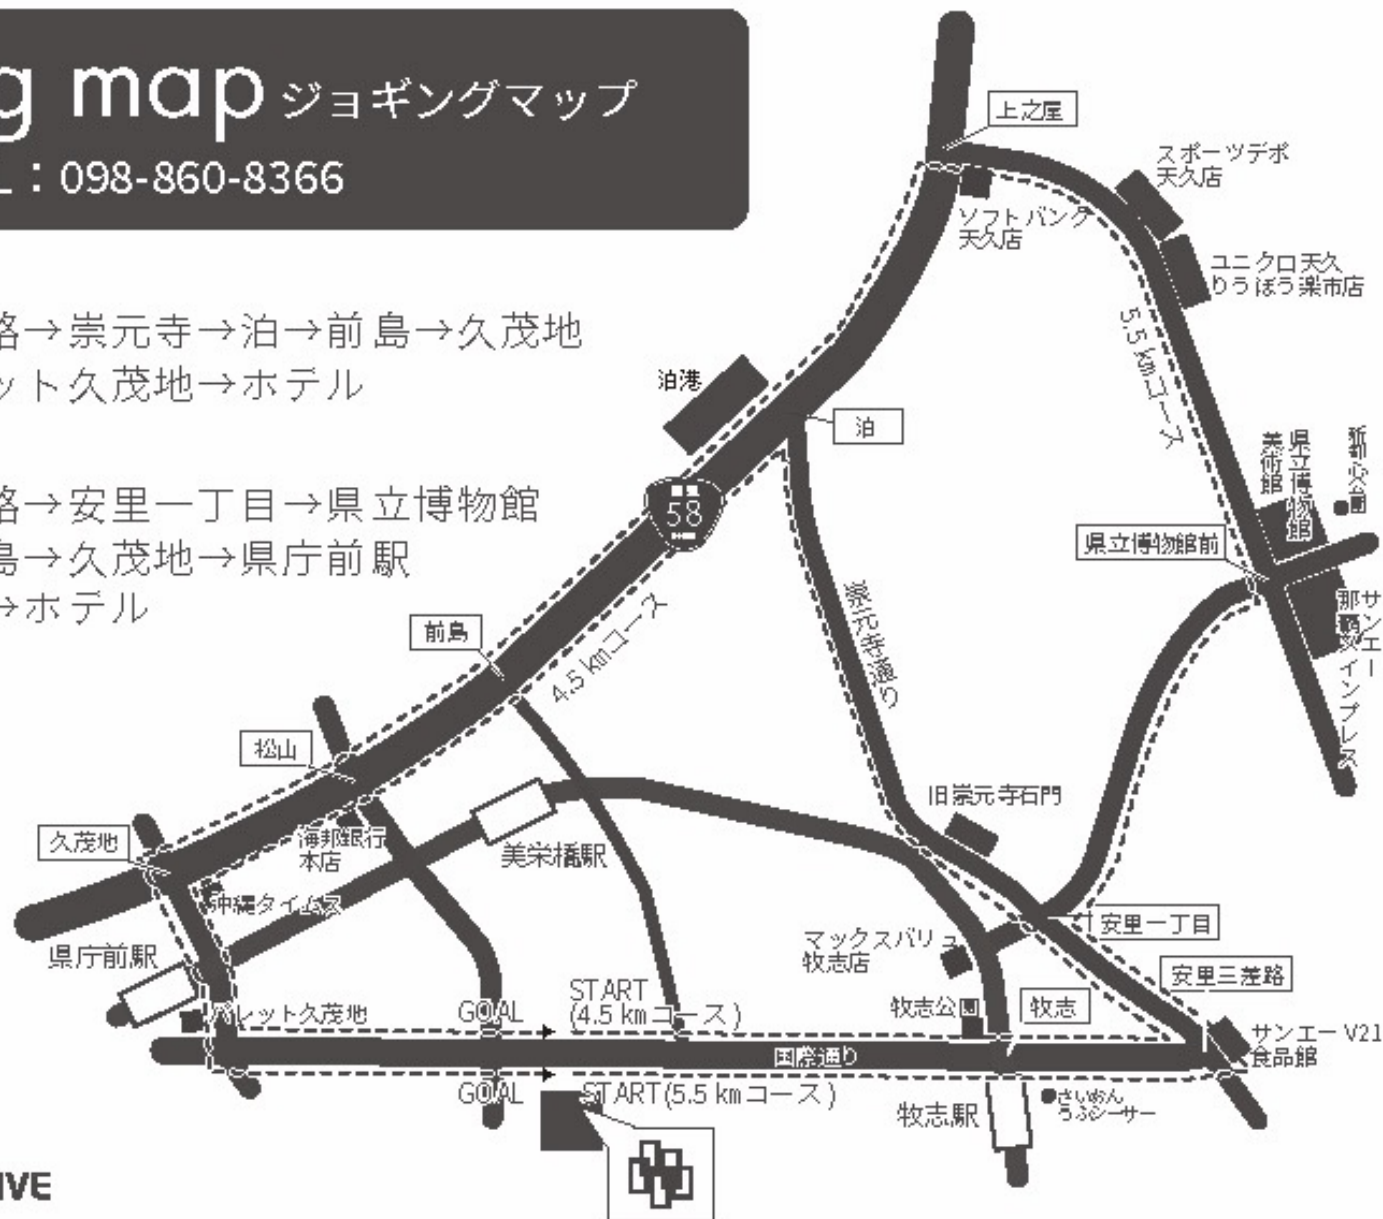 g map ジョギングマップ
L：098-860-8366
路→崇元寺→泊→前島→久茂地
ット久茂地→ホテル
路→安里一丁目→県立博物館
島→久茂地→県庁前駅
→ホテル
上之屋
スポーツデポ
天久店
ソフトバンク
天久店
ユニクロ天久
りうぼう楽市店
5.5 kmコース
泊港
泊
58
県立博物館
美術館
新都心公園
県立博物館前
サンエー
那覇メインプレス
前島
4.5 kmコース
崇元寺通り
松山
旧崇元寺石門
久茂地
海邦銀行
本店
美栄橋駅
沖縄タイムス
県庁前駅
安里一丁目
マックスバリュ
牧志店
安里三差路
パレット久茂地
GOAL
START
(4.5 kmコース)
牧志公園
牧志
サンエー V21
食品館
国際通り
GOAL
START(5.5 kmコース)
牧志駅
さいおん
うふシーサー
IVE